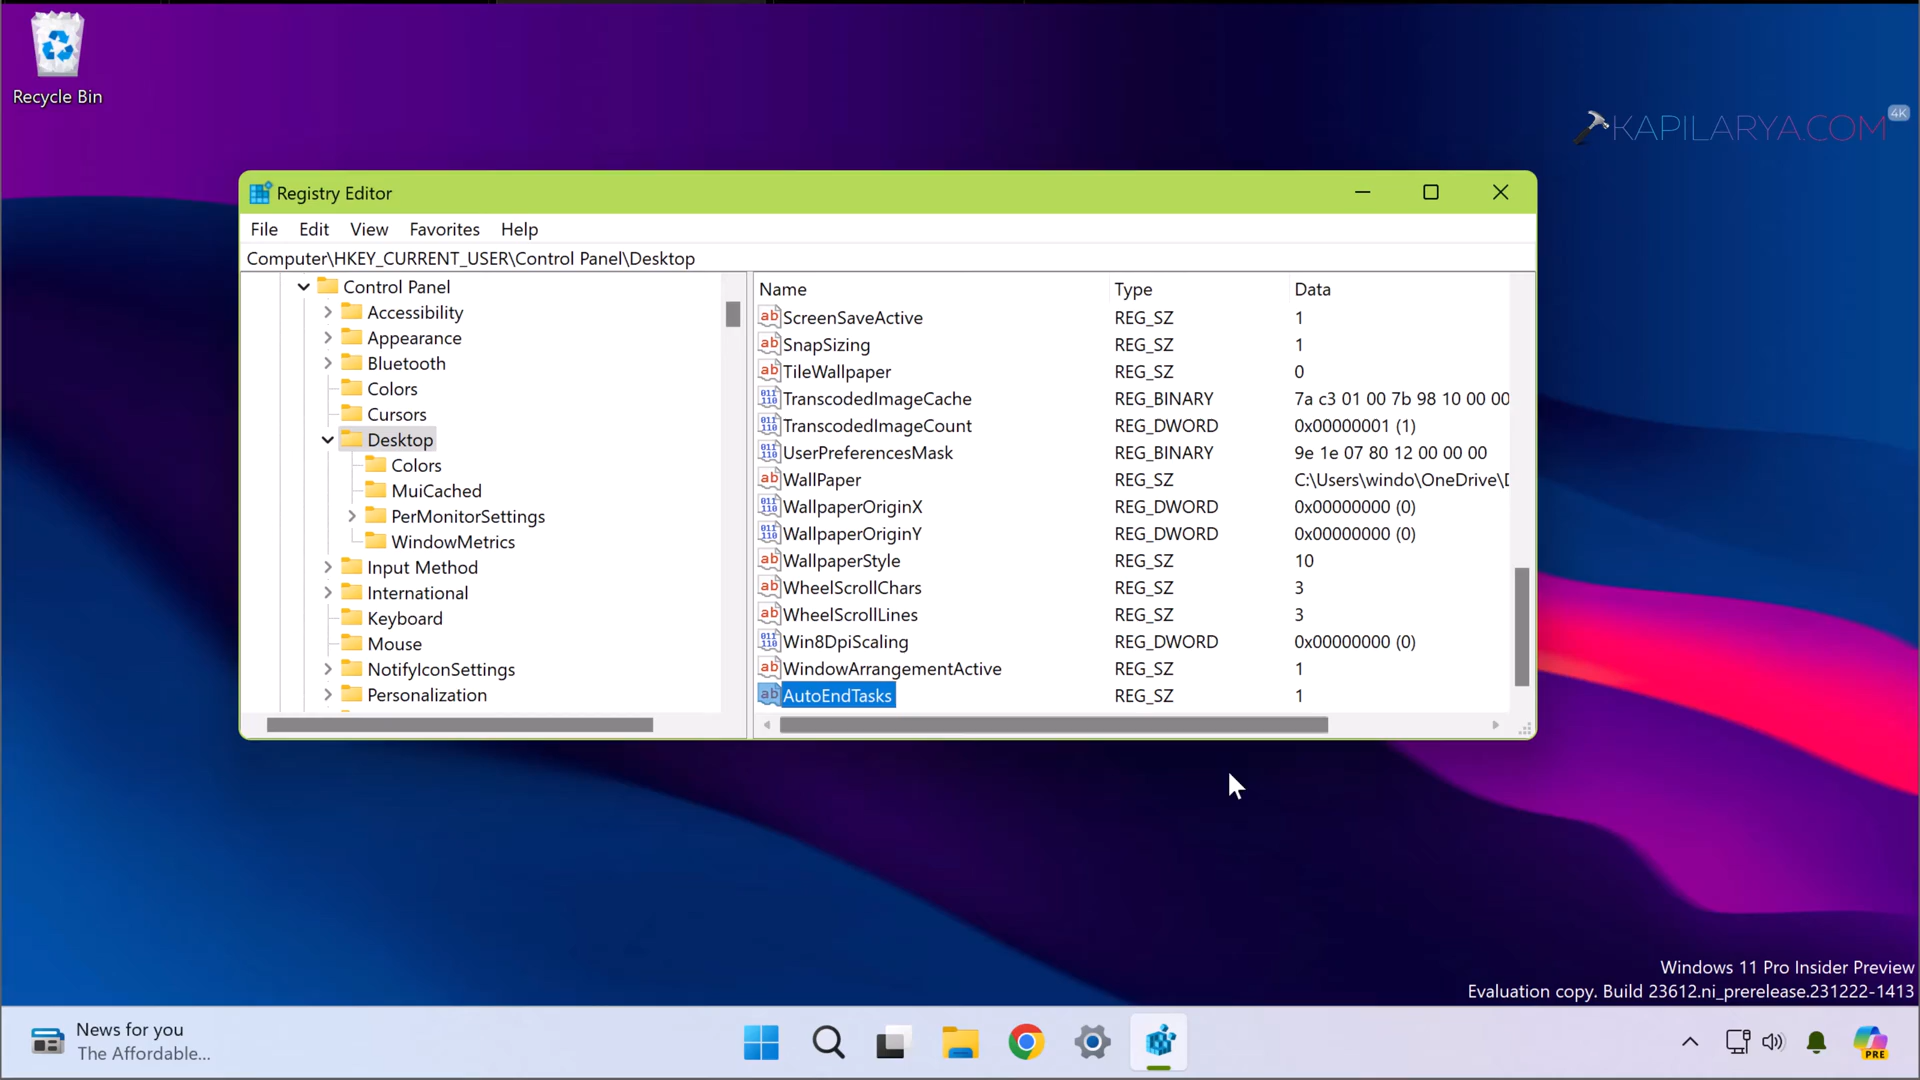 Recycle Bin
KAPILARYA.COM
4K
Registry Editor
File Edit View Favorites Help
Computer\HKEY_CURRENT_USER\Control Panel\Desktop
Control Panel
Accessibility
Appearance
Bluetooth
Colors
Cursors
Desktop
Colors
MuiCached
PerMonitorSettings
WindowMetrics
Input Method
International
Keyboard
Mouse
NotifyIconSettings
Personalization
Name Type Data
ScreenSaveActive REG_SZ 1
SnapSizing REG_SZ 1
TileWallpaper REG_SZ 0
TranscodedImageCache REG_BINARY 7a c3 01 00 7b 98 10 00 00
TranscodedImageCount REG_DWORD 0x00000001 (1)
UserPreferencesMask REG_BINARY 9e 1e 07 80 12 00 00 00
WallPaper REG_SZ C:\Users\windo\OneDrive\D
WallpaperOriginX REG_DWORD 0x00000000 (0)
WallpaperOriginY REG_DWORD 0x00000000 (0)
WallpaperStyle REG_SZ 10
WheelScrollChars REG_SZ 3
WheelScrollLines REG_SZ 3
Win8DpiScaling REG_DWORD 0x00000000 (0)
WindowArrangementActive REG_SZ 1
AutoEndTasks REG_SZ 1
Windows 11 Pro Insider Preview
Evaluation copy. Build 23612.ni_prerelease.231222-1413
News for you
The Affordable...
PRE